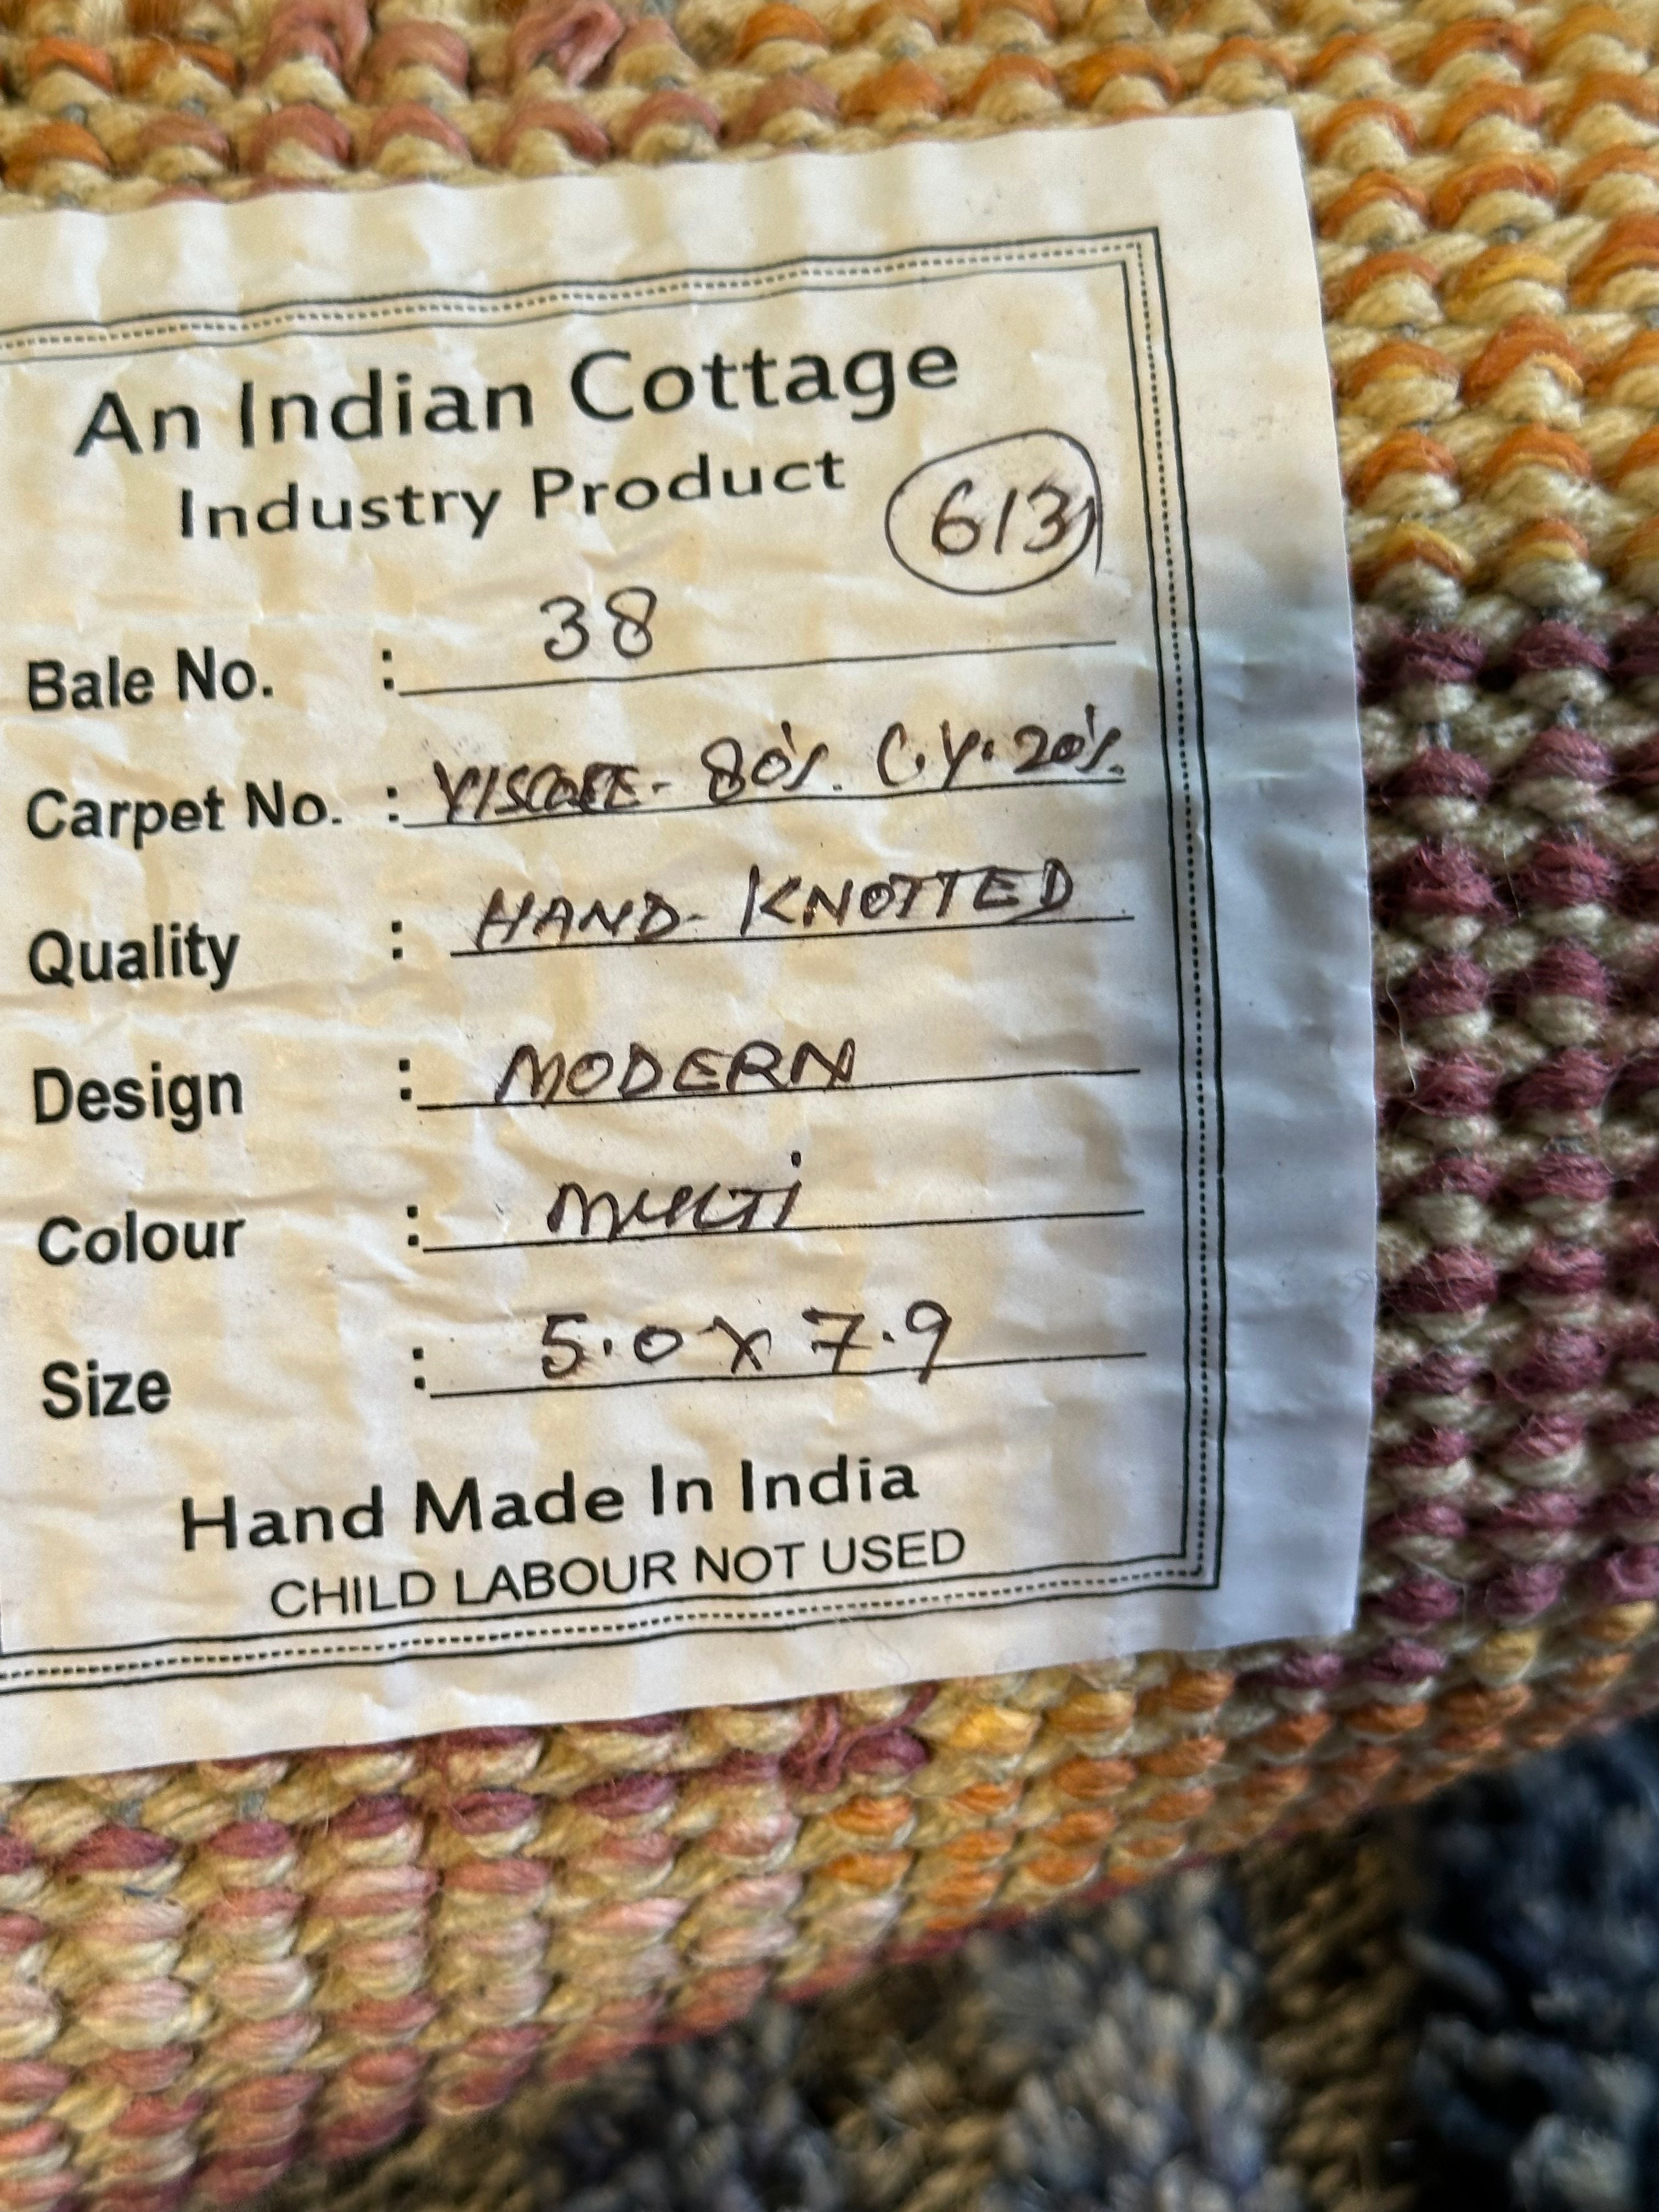 An Indian Cottage
Industry Product
613
Bale No. : 38
Carpet No. : VISCOSE- 80%. C.Y. 20%.
Quality : HAND- KNOTTED
Design : MODERN
Colour : MULTI
Size : 5.0 x 7.9
Hand Made In India
CHILD LABOUR NOT USED